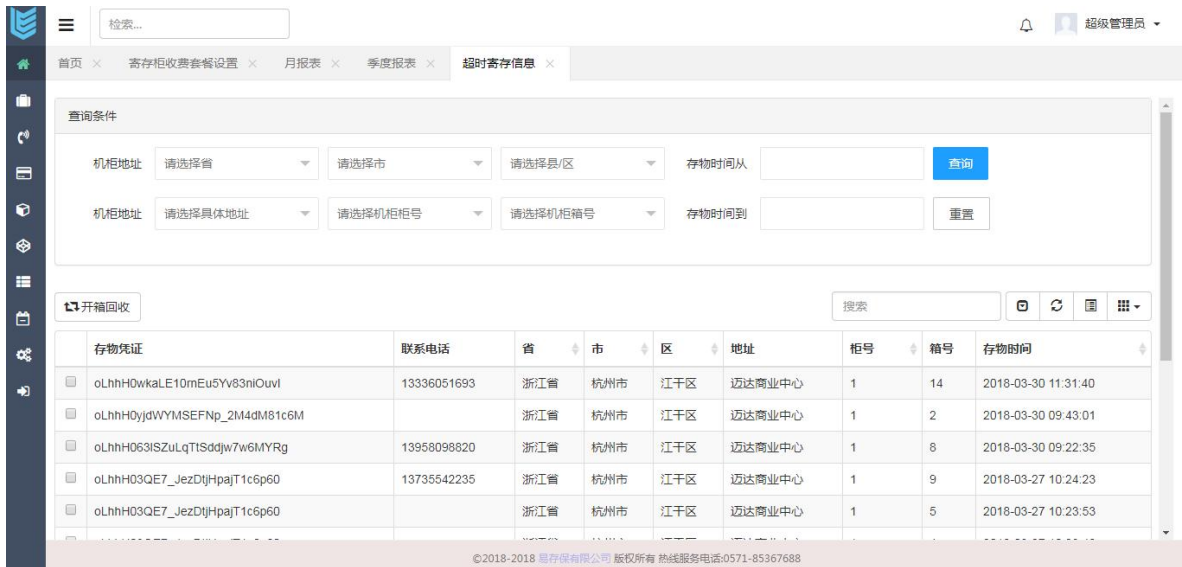 检索... 超级管理员
首页 × 寄存柜收费套餐设置 × 月报表 × 季度报表 × 超时寄存信息 ×
查询条件
机柜地址 请选择省 请选择市 请选择县/区 存物时间从 查询
机柜地址 请选择具体地址 请选择机柜柜号 请选择机柜箱号 存物时间到 重置
开箱回收 搜索
存物凭证 联系电话 省 市 区 地址 柜号 箱号 存物时间
oLhhH0wkaLE10rnEu5Yv83niOuvI 13336051693 浙江省 杭州市 江干区 迈达商业中心 1 14 2018-03-30 11:31:40
oLhhH0yjdWYMSEFNp_2M4dM81c6M 浙江省 杭州市 江干区 迈达商业中心 1 2 2018-03-30 09:43:01
oLhhH063lSZuLqTtSddjw7w6MYRg 13958098820 浙江省 杭州市 江干区 迈达商业中心 1 8 2018-03-30 09:22:35
oLhhH03QE7_JezDtjHpajT1c6p60 13735542235 浙江省 杭州市 江干区 迈达商业中心 1 9 2018-03-27 10:24:23
oLhhH03QE7_JezDtjHpajT1c6p60 浙江省 杭州市 江干区 迈达商业中心 1 5 2018-03-27 10:23:53
©2018-2018 易存保有限公司 版权所有 热线服务电话:0571-85367688